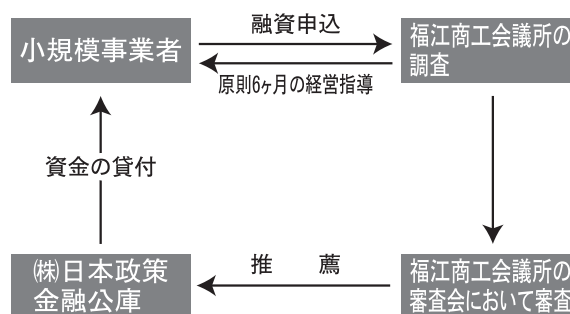 融資申込
小規模事業者
福江商工会議所の
調査
原則6ヶ月の経営指導
資金の貸付
㈱日本政策
金融公庫
推　薦
福江商工会議所の
審査会において審査